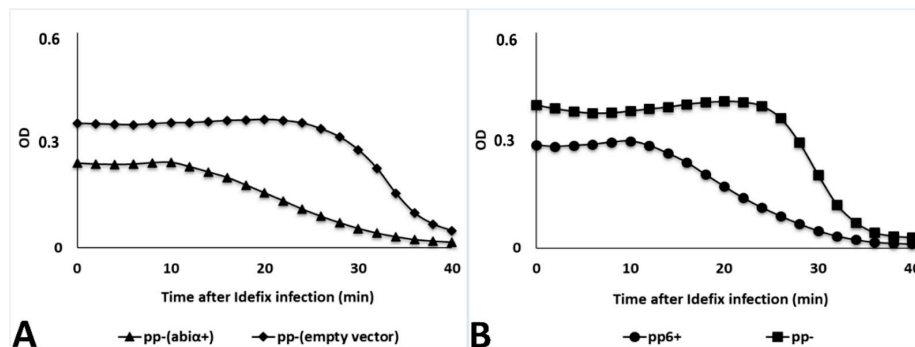 0.6
OD
0.3
0
0 10 20 30 40
Time after Idefix infection (min)
A
pp-(abiα+) pp-(empty vector)
0.6
OD
0.3
0
0 10 20 30 40
Time after Idefix infection (min)
B
pp6+ pp-